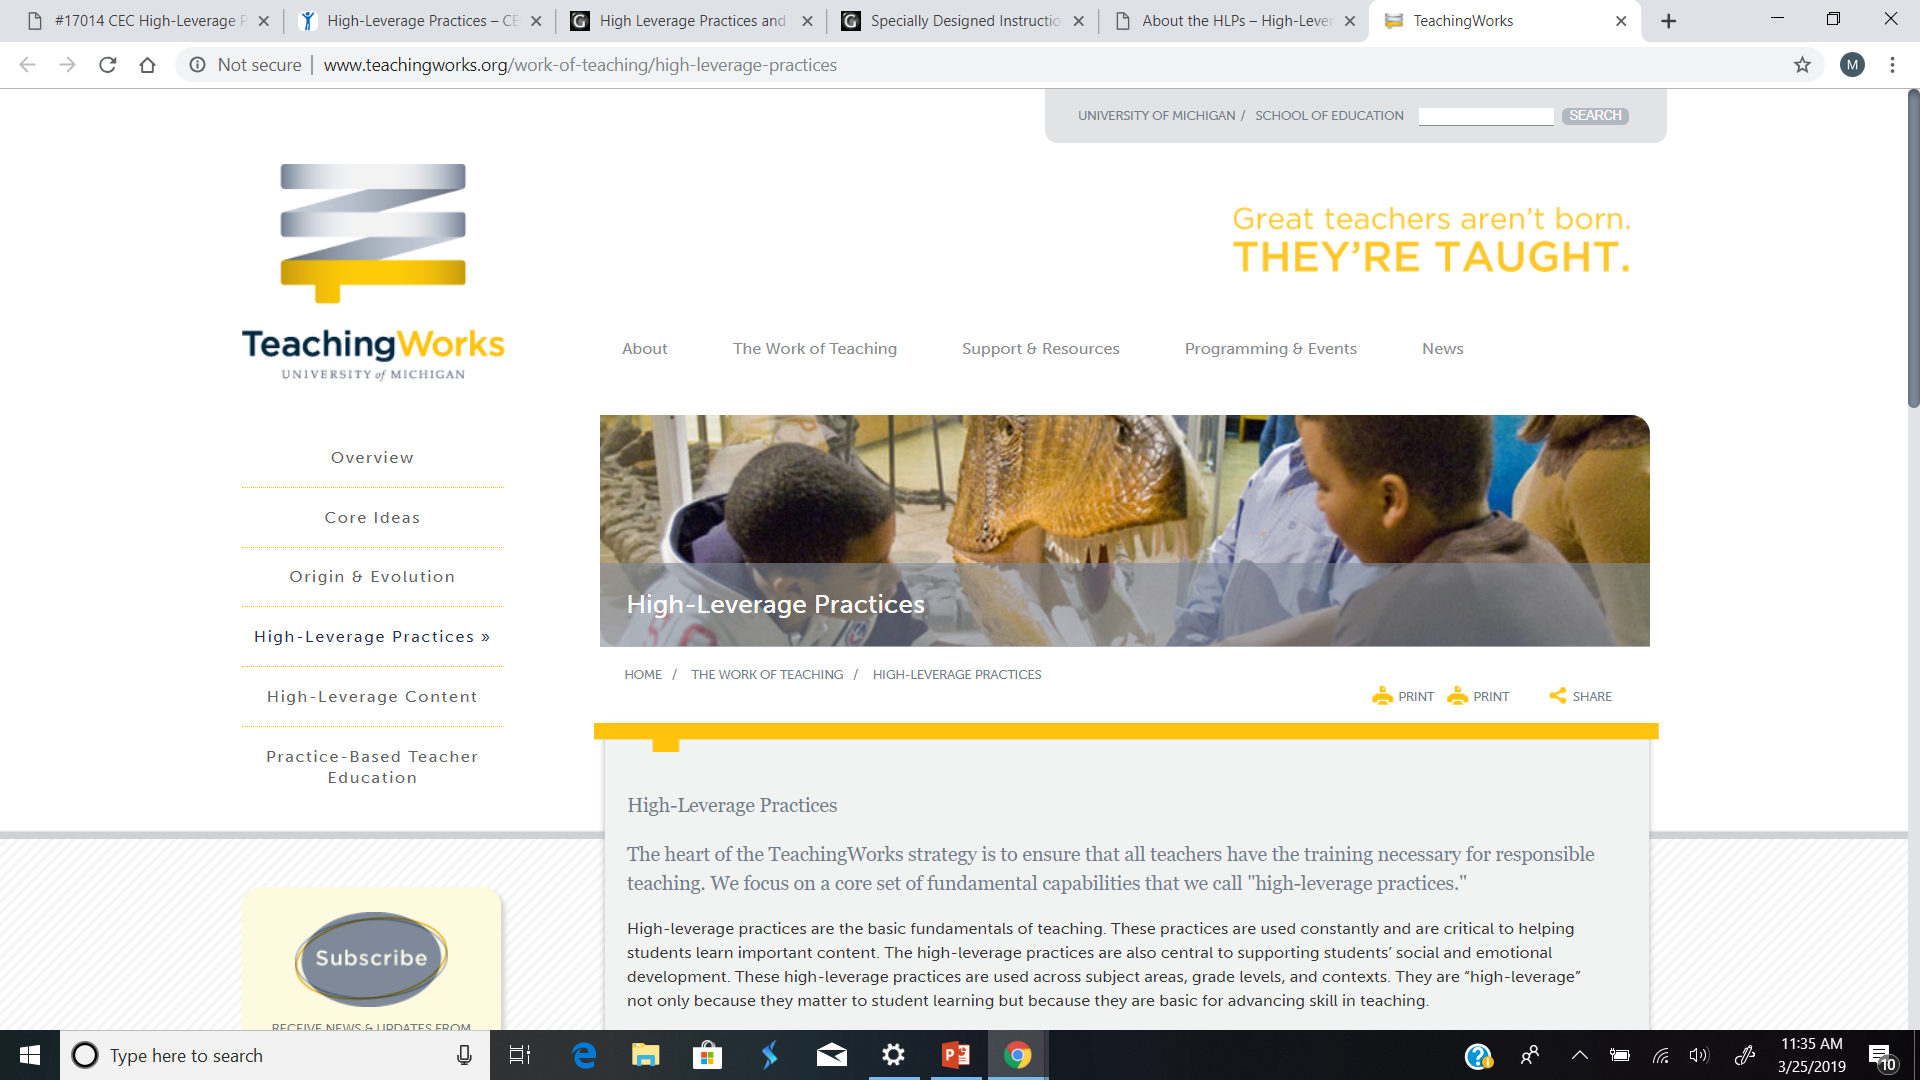 #17014 CEC High-Leverage P
High-Leverage Practices – CE
High Leverage Practices and
Specially Designed Instructio
About the HLPs – High-Lever
TeachingWorks
Not secure | www.teachingworks.org/work-of-teaching/high-leverage-practices
M
UNIVERSITY OF MICHIGAN / SCHOOL OF EDUCATION
SEARCH
Great teachers aren't born.
THEY'RE TAUGHT.
TeachingWorks
UNIVERSITY of MICHIGAN
About
The Work of Teaching
Support & Resources
Programming & Events
News
Overview
Core Ideas
Origin & Evolution
High-Leverage Practices »
High-Leverage Content
Practice-Based Teacher
Education
High-Leverage Practices
HOME / THE WORK OF TEACHING / HIGH-LEVERAGE PRACTICES
PRINT
PRINT
SHARE
High-Leverage Practices
The heart of the TeachingWorks strategy is to ensure that all teachers have the training necessary for responsible
teaching. We focus on a core set of fundamental capabilities that we call "high-leverage practices."
High-leverage practices are the basic fundamentals of teaching. These practices are used constantly and are critical to helping
students learn important content. The high-leverage practices are also central to supporting students’ social and emotional
development. These high-leverage practices are used across subject areas, grade levels, and contexts. They are “high-leverage”
not only because they matter to student learning but because they are basic for advancing skill in teaching.
Subscribe
RECEIVE NEWS & UPDATES FROM
Type here to search
11:35 AM
3/25/2019
10